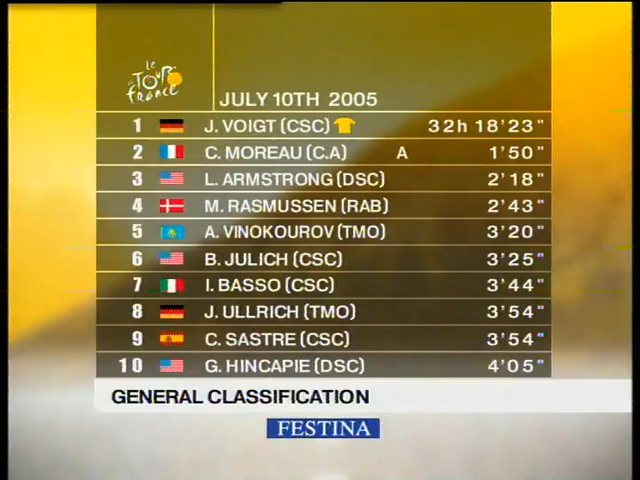 le
TOUR
de
france
JULY 10TH 2005
1 J. VOIGT (CSC) 32h 18'23"
2 C. MOREAU (C.A) A 1'50"
3 L. ARMSTRONG (DSC) 2'18"
4 M. RASMUSSEN (RAB) 2'43"
5 A. VINOKOUROV (TMO) 3'20"
6 B. JULICH (CSC) 3'25"
7 I. BASSO (CSC) 3'44"
8 J. ULLRICH (TMO) 3'54"
9 C. SASTRE (CSC) 3'54"
10 G. HINCAPIE (DSC) 4'05"
GENERAL CLASSIFICATION
FESTINA